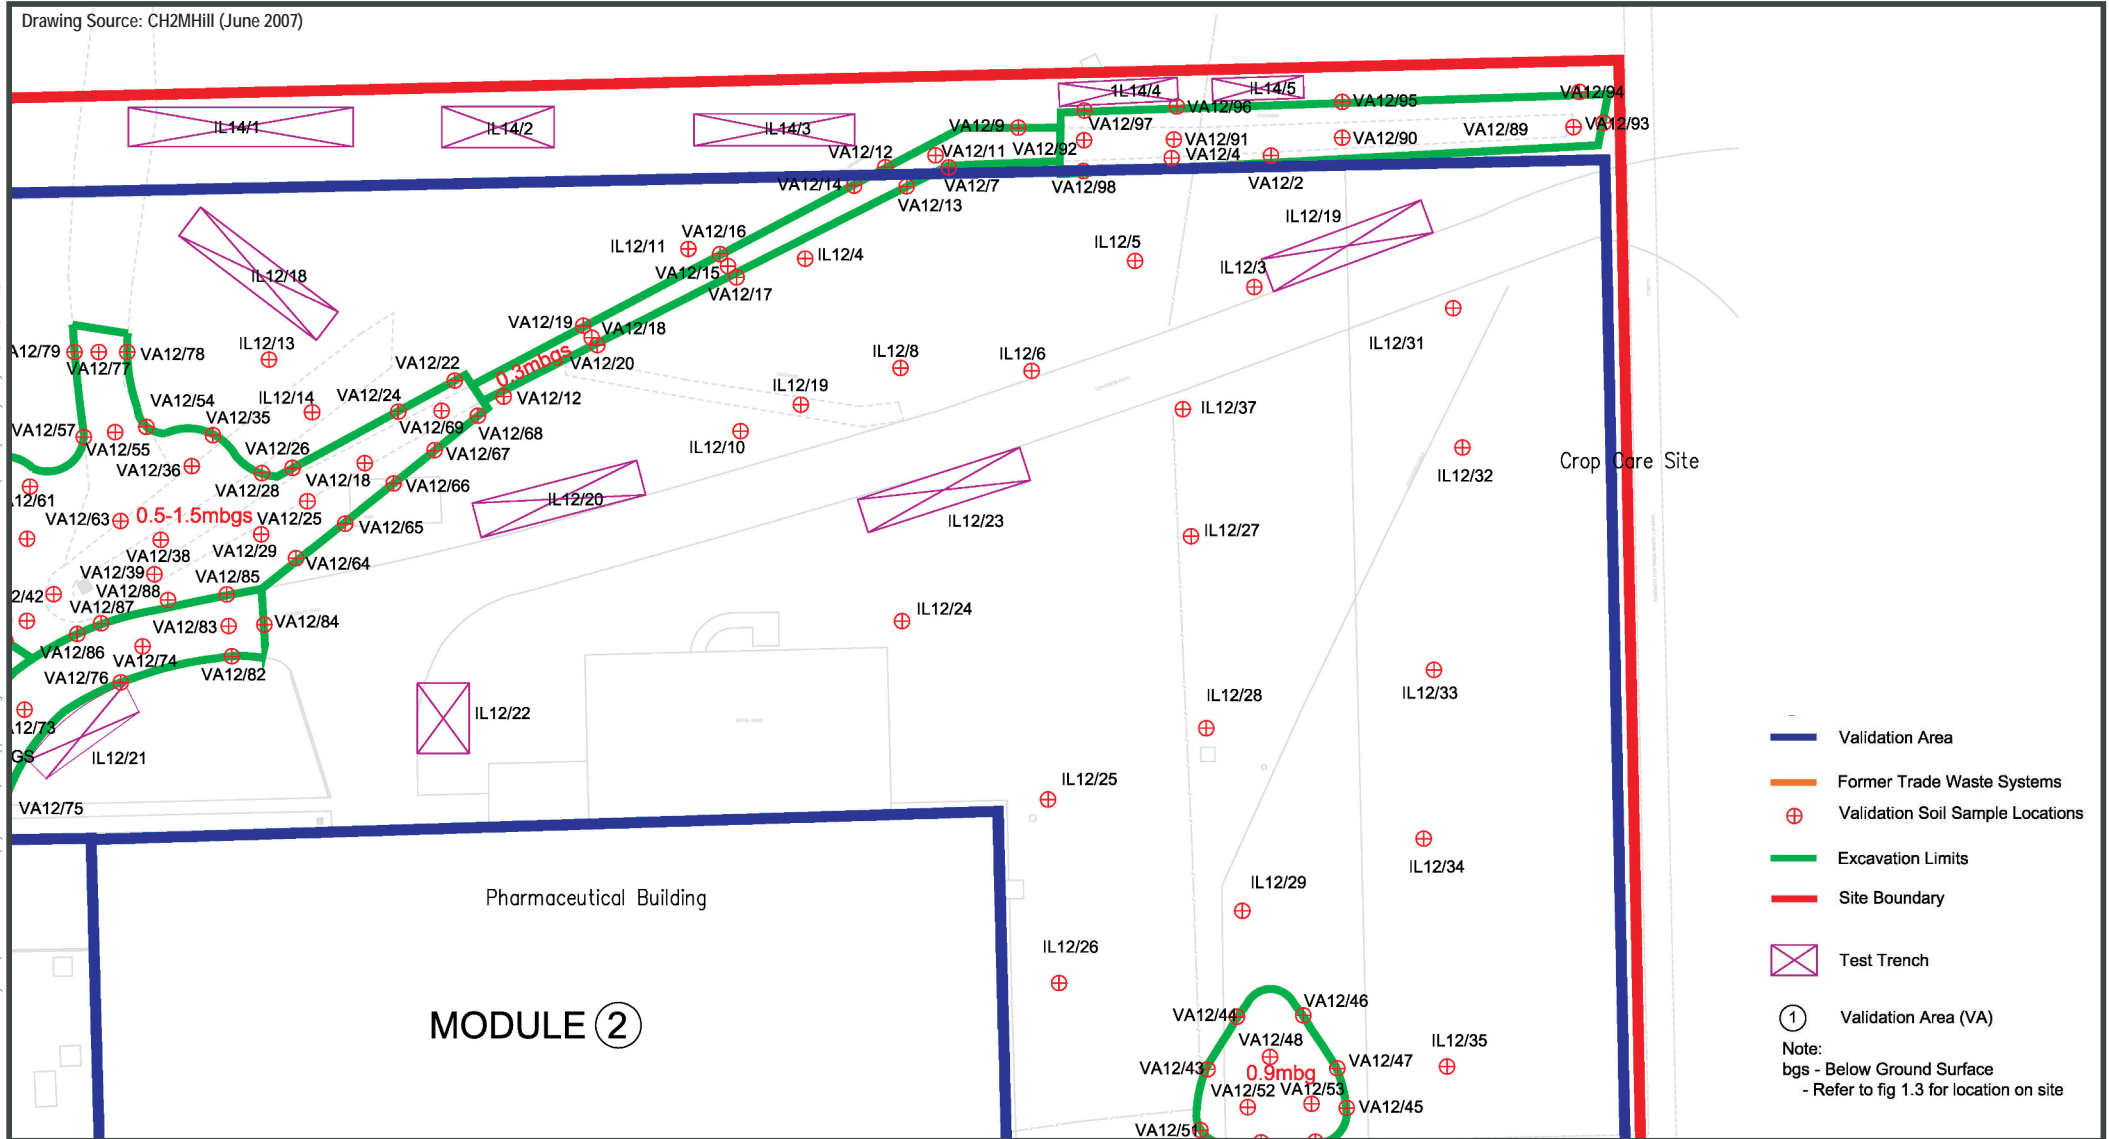 Drawing Source: CH2MHill (June 2007)
IL14/1
IL14/2
IL14/3
1L14/4
IL14/5
VA12/94
VA12/95
VA12/96
VA12/97
VA12/93
VA12/89
VA12/90
VA12/91
VA12/92
VA12/9
VA12/11
VA12/12
VA12/4
VA12/2
VA12/98
VA12/7
VA12/14
VA12/13
IL12/19
VA12/16
IL12/11
VA12/15
VA12/17
IL12/4
IL12/5
IL12/3
IL12/18
VA12/19
VA12/18
VA12/20
0.3mbgs
IL12/13
IL12/31
A12/79
VA12/77
VA12/78
VA12/22
IL12/8
IL12/6
IL12/19
VA12/12
VA12/54
VA12/35
IL12/14
VA12/24
VA12/69
VA12/68
IL12/37
VA12/57
VA12/55
VA12/36
VA12/26
VA12/67
IL12/10
Crop Care Site
IL12/32
VA12/28
VA12/18
VA12/66
IL12/20
IL12/23
12/61
VA12/63
0.5-1.5mbgs
VA12/25
VA12/65
IL12/27
VA12/38
VA12/29
VA12/64
VA12/39
VA12/85
VA12/88
2/42
VA12/87
IL12/24
VA12/83
VA12/84
VA12/86
VA12/74
VA12/82
VA12/76
IL12/33
IL12/28
IL12/22
12/73
GS
IL12/21
VA12/75
IL12/25
IL12/34
IL12/29
Pharmaceutical Building
IL12/26
MODULE 2
VA12/44
VA12/46
VA12/48
IL12/35
VA12/43
VA12/47
0.9mbg
VA12/52
VA12/53
VA12/45
VA12/51
Validation Area
Former Trade Waste Systems
Validation Soil Sample Locations
Excavation Limits
Site Boundary
Test Trench
1 Validation Area (VA)
Note:
bgs - Below Ground Surface
- Refer to fig 1.3 for location on site